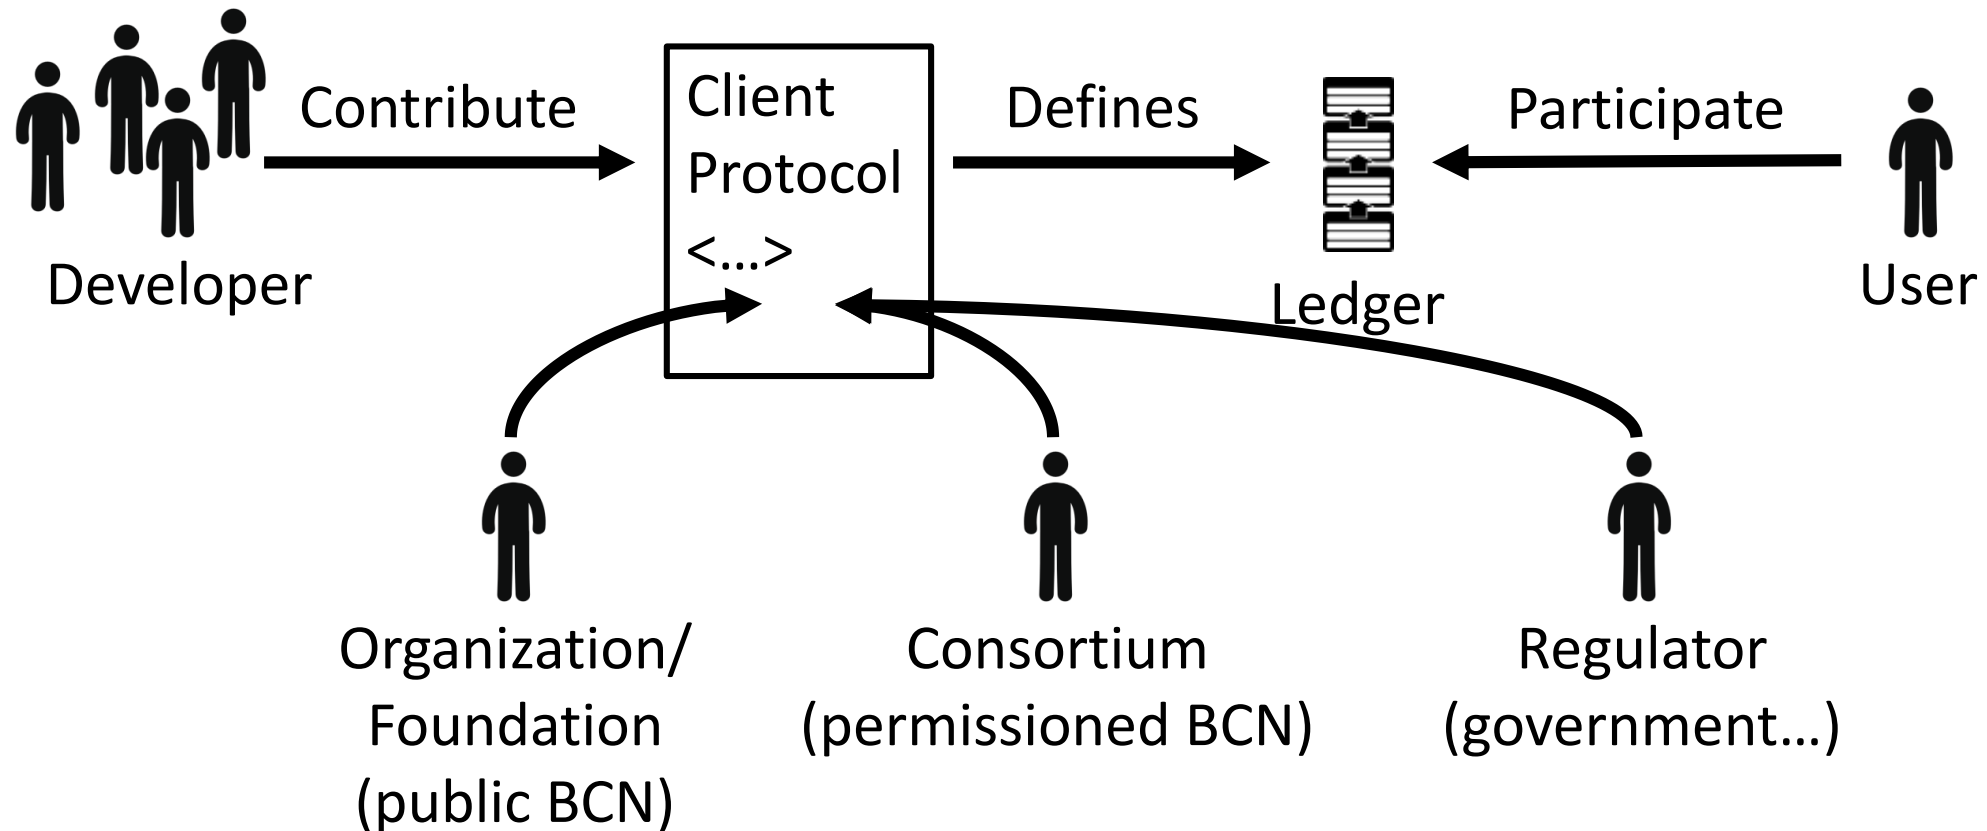 Contribute
Client
Protocol
<...>
Defines
Participate
Developer
Ledger
User
Organization/
Foundation
(public BCN)
Consortium
(permissioned BCN)
Regulator
(government...)